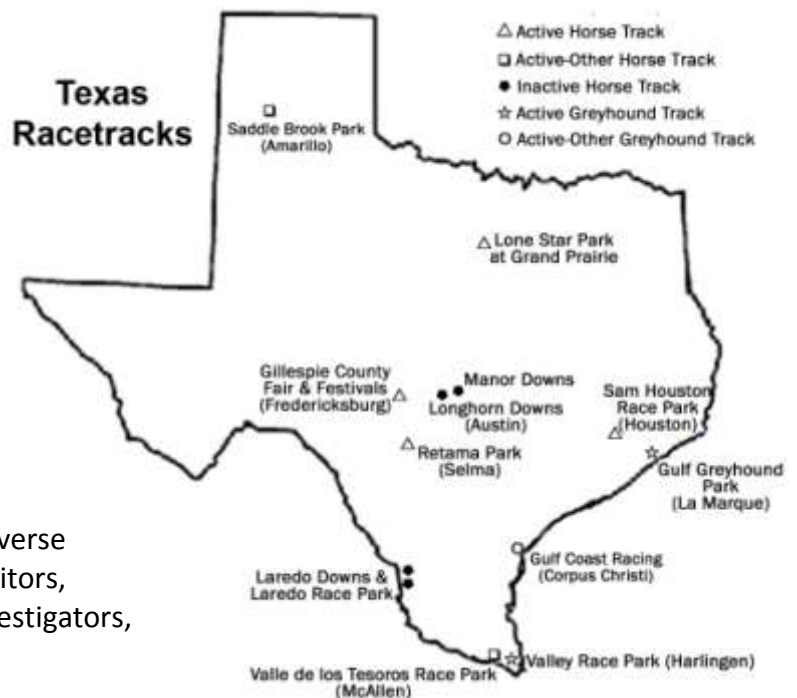 Texas
Racetracks
Active Horse Track
Active-Other Horse Track
Inactive Horse Track
Active Greyhound Track
Active-Other Greyhound Track
Saddle Brook Park
(Amarillo)
Lone Star Park
at Grand Prairie
Gillespie County
Fair & Festivals
(Fredericksburg)
Manor Downs
Longhorn Downs
(Austin)
Sam Houston
Race Park
(Houston)
Retama Park
(Selma)
Gulf Greyhound
Park
(La Marque)
verse
itors,
estigators,
Laredo Downs &
Laredo Race Park
Gulf Coast Racing
(Corpus Christi)
Valle de los Tesoros Race Park
(McAllen)
Valley Race Park (Harlingen)